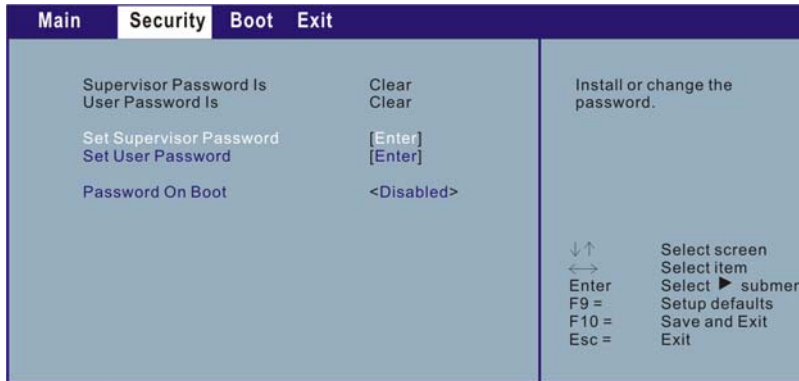 Main Security Boot Exit
Supervisor Password Is Clear
User Password Is Clear
Set Supervisor Password [Enter]
Set User Password [Enter]
Password On Boot <Disabled>
Install or change the
password.
↓↑ Select screen
←→ Select item
Enter Select ▶ submer
F9 = Setup defaults
F10 = Save and Exit
Esc = Exit